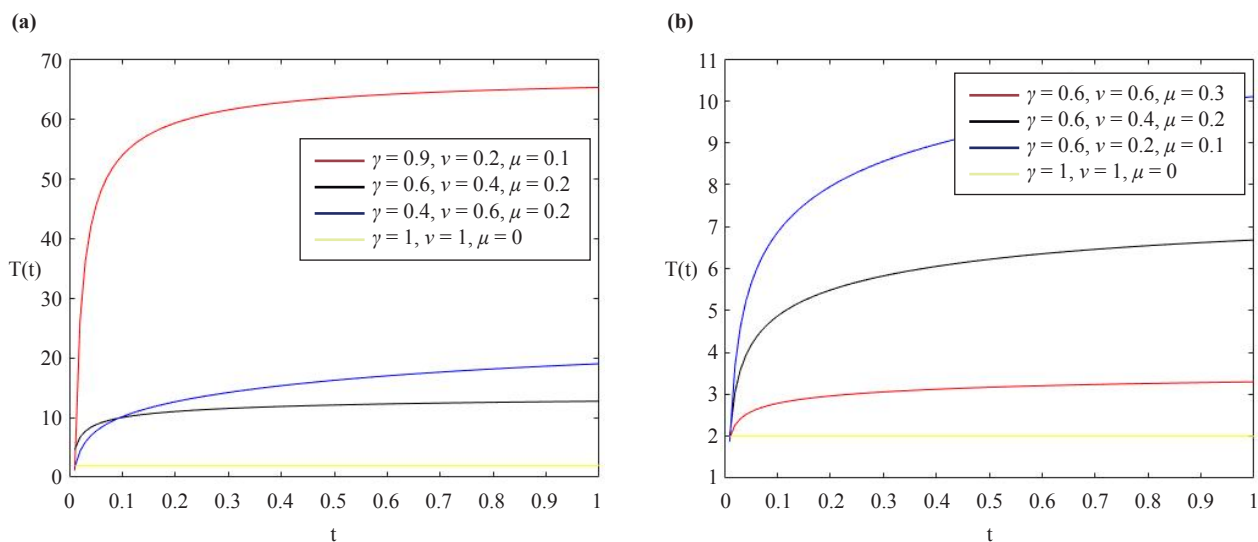 (a)
70
60
50
40
30
20
10
0
T(t)
0 0.1 0.2 0.3 0.4 0.5 0.6 0.7 0.8 0.9 1
t
γ = 0.9, ν = 0.2, μ = 0.1
γ = 0.6, ν = 0.4, μ = 0.2
γ = 0.4, ν = 0.6, μ = 0.2
γ = 1, ν = 1, μ = 0
(b)
11
10
9
8
7
6
5
4
3
2
1
T(t)
0 0.1 0.2 0.3 0.4 0.5 0.6 0.7 0.8 0.9 1
t
γ = 0.6, ν = 0.6, μ = 0.3
γ = 0.6, ν = 0.4, μ = 0.2
γ = 0.6, ν = 0.2, μ = 0.1
γ = 1, ν = 1, μ = 0